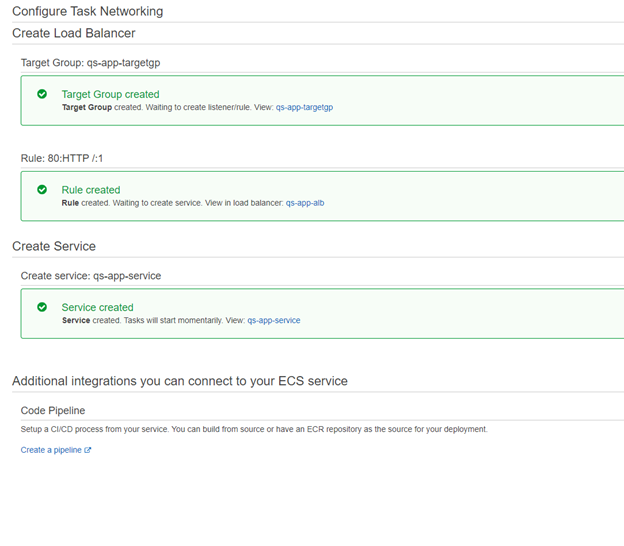 Configure Task Networking
Create Load Balancer
Target Group: qs-app-targetgp
Target Group created
Target Group created. Waiting to create listener/rule. View: qs-app-targetgp
Rule: 80:HTTP /:1
Rule created
Rule created. Waiting to create service. View in load balancer: qs-app-alb
Create Service
Create service: qs-app-service
Service created
Service created. Tasks will start momentarily. View: qs-app-service
Additional integrations you can connect to your ECS service
Code Pipeline
Setup a CI/CD process from your service. You can build from source or have an ECR repository as the source for your deployment.
Create a pipeline